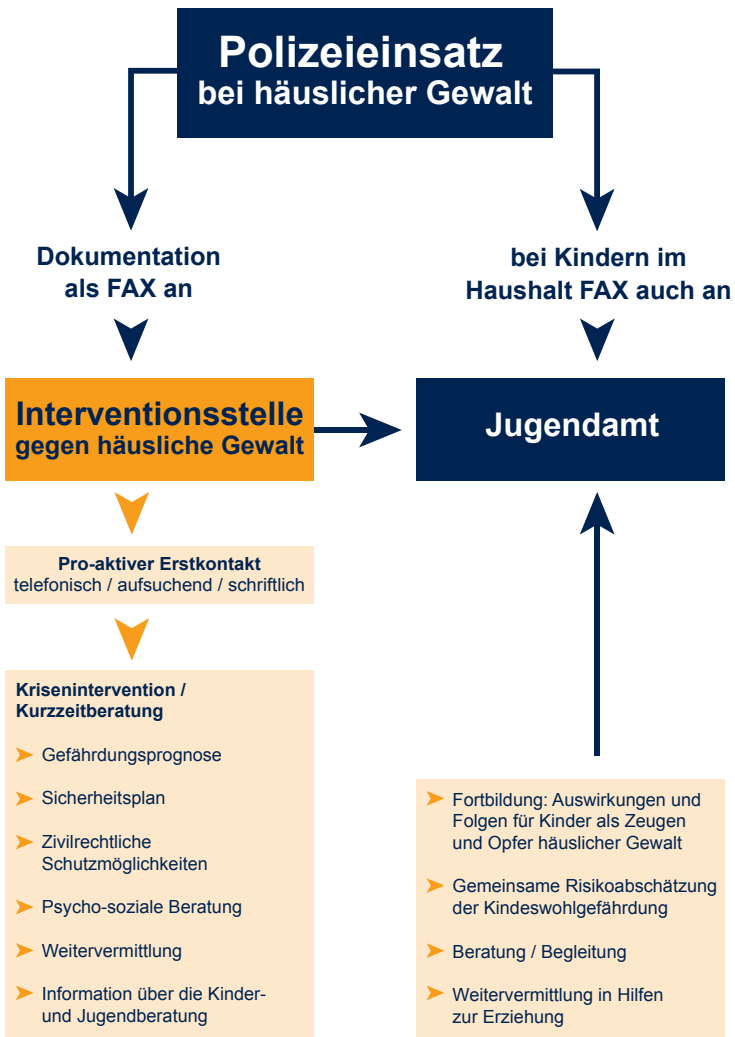 Polizeieinsatz
bei häuslicher Gewalt
Dokumentation
als FAX an
bei Kindern im
Haushalt FAX auch an
Interventionsstelle
gegen häusliche Gewalt
Jugendamt
Pro-aktiver Erstkontakt
telefonisch / aufsuchend / schriftlich
Krisenintervention /
Kurzzeitberatung
Gefährdungsprognose
Sicherheitsplan
Zivilrechtliche
Schutzmöglichkeiten
Psycho-soziale Beratung
Weitervermittlung
Information über die Kinder-
und Jugendberatung
Fortbildung: Auswirkungen und
Folgen für Kinder als Zeugen
und Opfer häuslicher Gewalt
Gemeinsame Risikoabschätzung
der Kindeswohlgefährdung
Beratung / Begleitung
Weitervermittlung in Hilfen
zur Erziehung